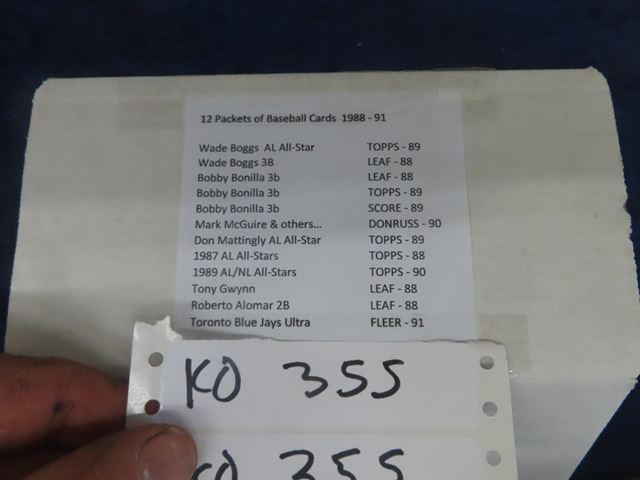 12 Packets of Baseball Cards 1988 - 91
Wade Boggs AL All-Star TOPPS - 89
Wade Boggs 3B LEAF - 88
Bobby Bonilla 3b LEAF - 88
Bobby Bonilla 3b TOPPS - 89
Bobby Bonilla 3b SCORE - 89
Mark McGuire & others... DONRUSS - 90
Don Mattingly AL All-Star TOPPS - 89
1987 AL All-Stars TOPPS - 88
1989 AL/NL All-Stars TOPPS - 90
Tony Gwynn LEAF - 88
Roberto Alomar 2B LEAF - 88
Toronto Blue Jays Ultra FLEER - 91
KO 355
KO 355